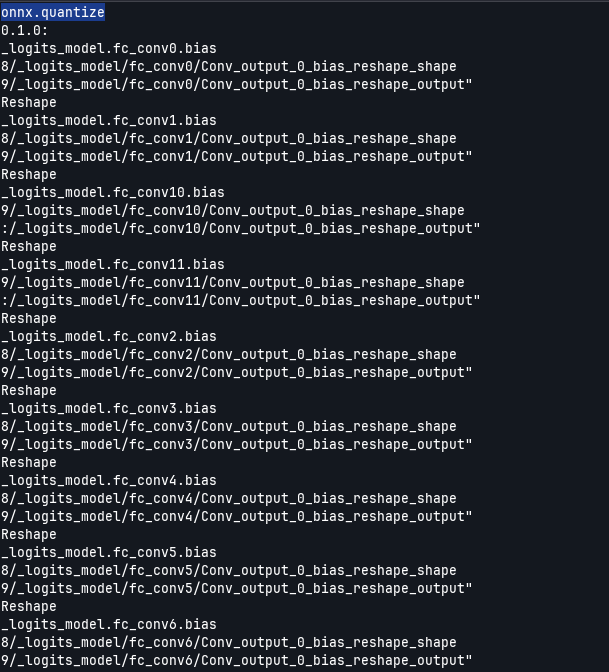 onnx.quantize
0.1.0:
_logits_model.fc_conv0.bias
8/_logits_model/fc_conv0/Conv_output_0_bias_reshape_shape
9/_logits_model/fc_conv0/Conv_output_0_bias_reshape_output"
Reshape
_logits_model.fc_conv1.bias
8/_logits_model/fc_conv1/Conv_output_0_bias_reshape_shape
9/_logits_model/fc_conv1/Conv_output_0_bias_reshape_output"
Reshape
_logits_model.fc_conv10.bias
9/_logits_model/fc_conv10/Conv_output_0_bias_reshape_shape
:/_logits_model/fc_conv10/Conv_output_0_bias_reshape_output"
Reshape
_logits_model.fc_conv11.bias
9/_logits_model/fc_conv11/Conv_output_0_bias_reshape_shape
:/_logits_model/fc_conv11/Conv_output_0_bias_reshape_output"
Reshape
_logits_model.fc_conv2.bias
8/_logits_model/fc_conv2/Conv_output_0_bias_reshape_shape
9/_logits_model/fc_conv2/Conv_output_0_bias_reshape_output"
Reshape
_logits_model.fc_conv3.bias
8/_logits_model/fc_conv3/Conv_output_0_bias_reshape_shape
9/_logits_model/fc_conv3/Conv_output_0_bias_reshape_output"
Reshape
_logits_model.fc_conv4.bias
8/_logits_model/fc_conv4/Conv_output_0_bias_reshape_shape
9/_logits_model/fc_conv4/Conv_output_0_bias_reshape_output"
Reshape
_logits_model.fc_conv5.bias
8/_logits_model/fc_conv5/Conv_output_0_bias_reshape_shape
9/_logits_model/fc_conv5/Conv_output_0_bias_reshape_output"
Reshape
_logits_model.fc_conv6.bias
8/_logits_model/fc_conv6/Conv_output_0_bias_reshape_shape
9/_logits_model/fc_conv6/Conv_output_0_bias_reshape_output"